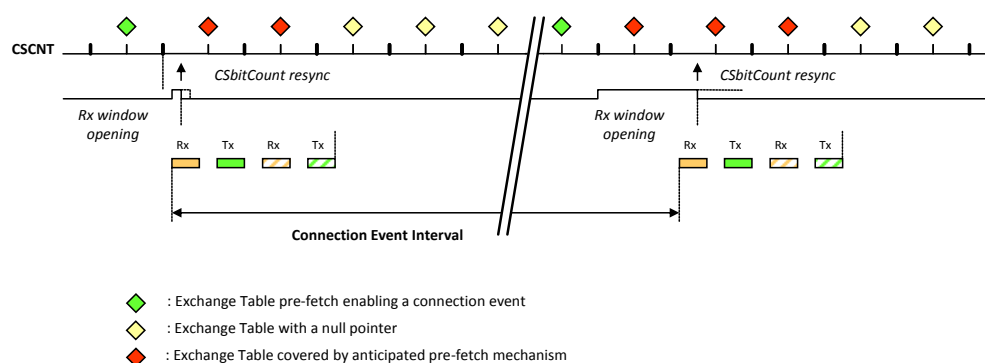 CSCNT
CSbitCount resync
CSbitCount resync
Rx window
opening
Rx window
opening
Rx
Tx
Rx
Tx
Rx
Tx
Rx
Tx
Connection Event Interval
: Exchange Table pre-fetch enabling a connection event
: Exchange Table with a null pointer
: Exchange Table covered by anticipated pre-fetch mechanism